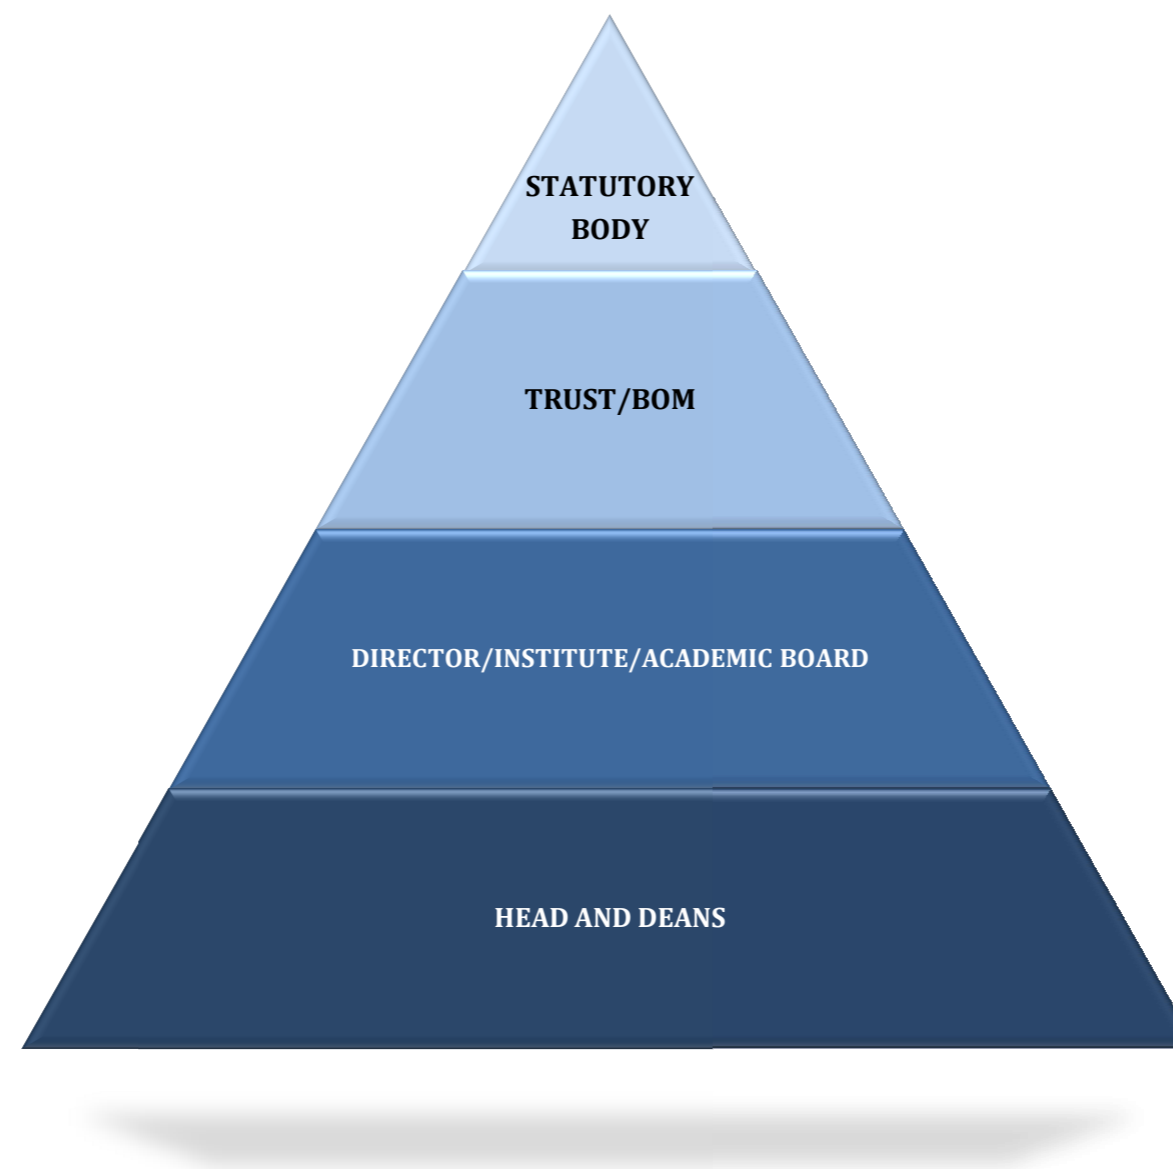 STATUTORY
BODY
TRUST/BOM
DIRECTOR/INSTITUTE/ACADEMIC BOARD
HEAD AND DEANS